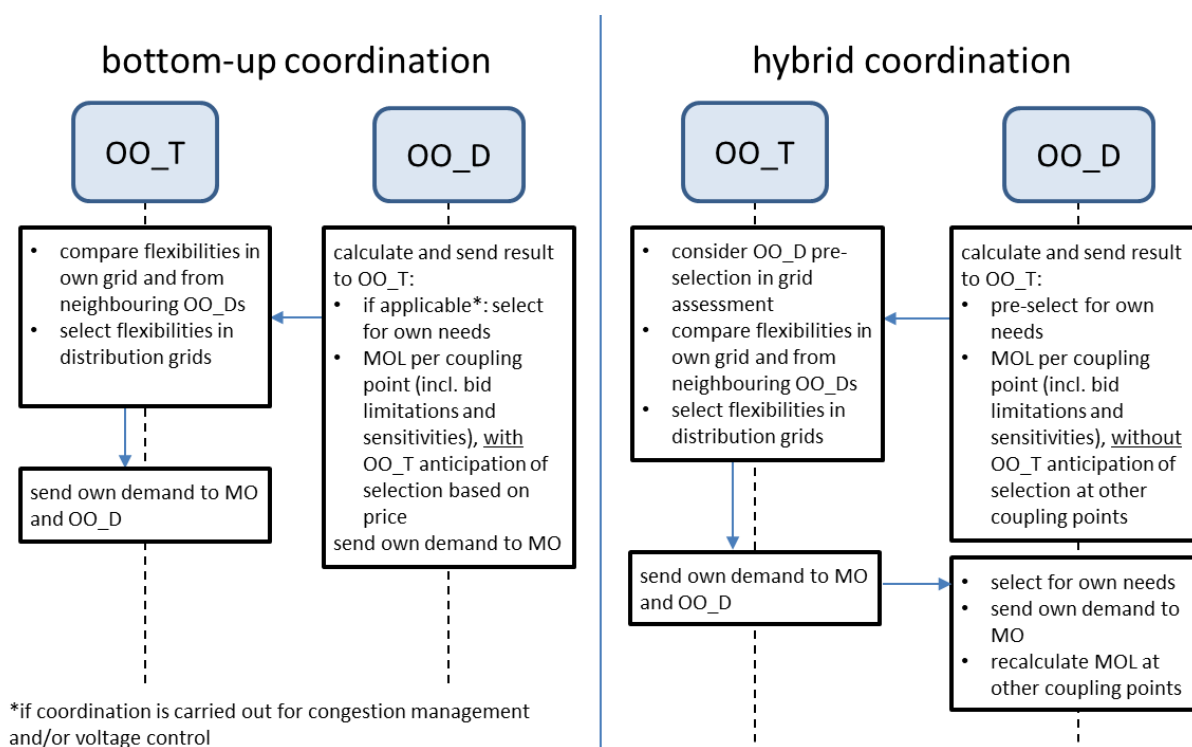 bottom-up coordination
OO_T
OO_D
• compare flexibilities in
own grid and from
neighbouring OO_Ds
• select flexibilities in
distribution grids
calculate and send result
to OO_T:
• if applicable*: select
for own needs
• MOL per coupling
point (incl. bid
limitations and
sensitivities), with
OO_T anticipation of
selection based on
price
send own demand to MO
send own demand to MO
and OO_D
*if coordination is carried out for congestion management
and/or voltage control
hybrid coordination
OO_T
OO_D
• consider OO_D pre-
selection in grid
assessment
• compare flexibilities in
own grid and from
neighbouring OO_Ds
• select flexibilities in
distribution grids
calculate and send result
to OO_T:
• pre-select for own
needs
• MOL per coupling
point (incl. bid
limitations and
sensitivities), without
OO_T anticipation of
selection at other
coupling points
send own demand to MO
and OO_D
• select for own needs
• send own demand to
MO
• recalculate MOL at
other coupling points